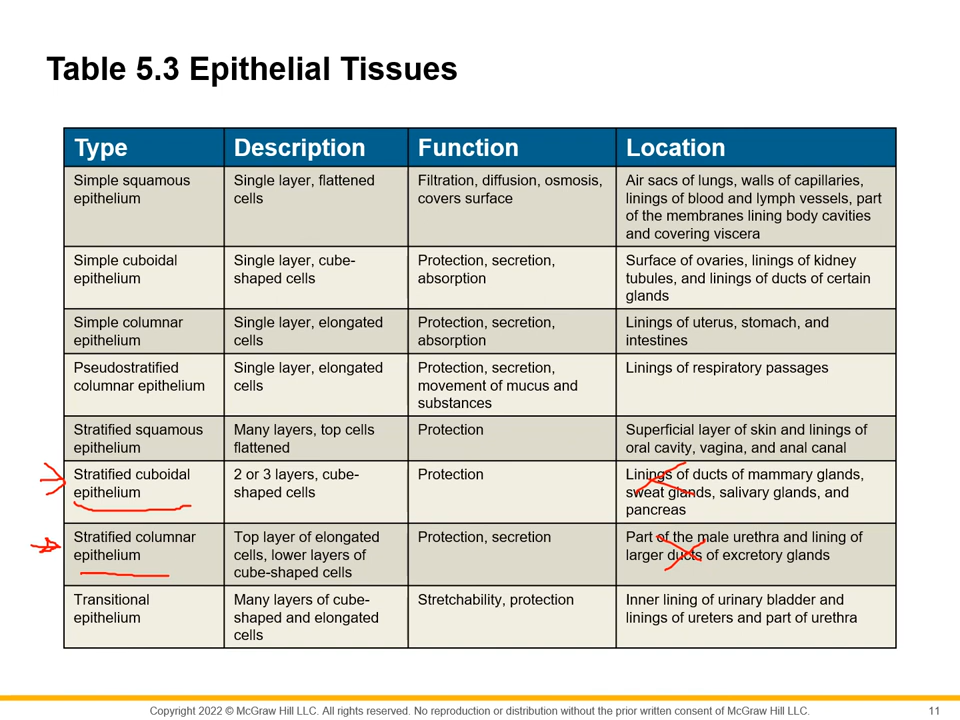 Table 5.3 Epithelial Tissues
Type Description Function Location
Simple squamous epithelium
Single layer, flattened cells
Filtration, diffusion, osmosis, covers surface
Air sacs of lungs, walls of capillaries, linings of blood and lymph vessels, part of the membranes lining body cavities and covering viscera
Simple cuboidal epithelium
Single layer, cube-shaped cells
Protection, secretion, absorption
Surface of ovaries, linings of kidney tubules, and linings of ducts of certain glands
Simple columnar epithelium
Single layer, elongated cells
Protection, secretion, absorption
Linings of uterus, stomach, and intestines
Pseudostratified columnar epithelium
Single layer, elongated cells
Protection, secretion, movement of mucus and substances
Linings of respiratory passages
Stratified squamous epithelium
Many layers, top cells flattened
Protection
Superficial layer of skin and linings of oral cavity, vagina, and anal canal
Stratified cuboidal epithelium
2 or 3 layers, cube-shaped cells
Protection
Linings of ducts of mammary glands, sweat glands, salivary glands, and pancreas
Stratified columnar epithelium
Top layer of elongated cells, lower layers of cube-shaped cells
Protection, secretion
Part of the male urethra and lining of larger ducts of excretory glands
Transitional epithelium
Many layers of cube-shaped and elongated cells
Stretchability, protection
Inner lining of urinary bladder and linings of ureters and part of urethra
Copyright 2022 © McGraw Hill LLC. All rights reserved. No reproduction or distribution without the prior written consent of McGraw Hill LLC.
11